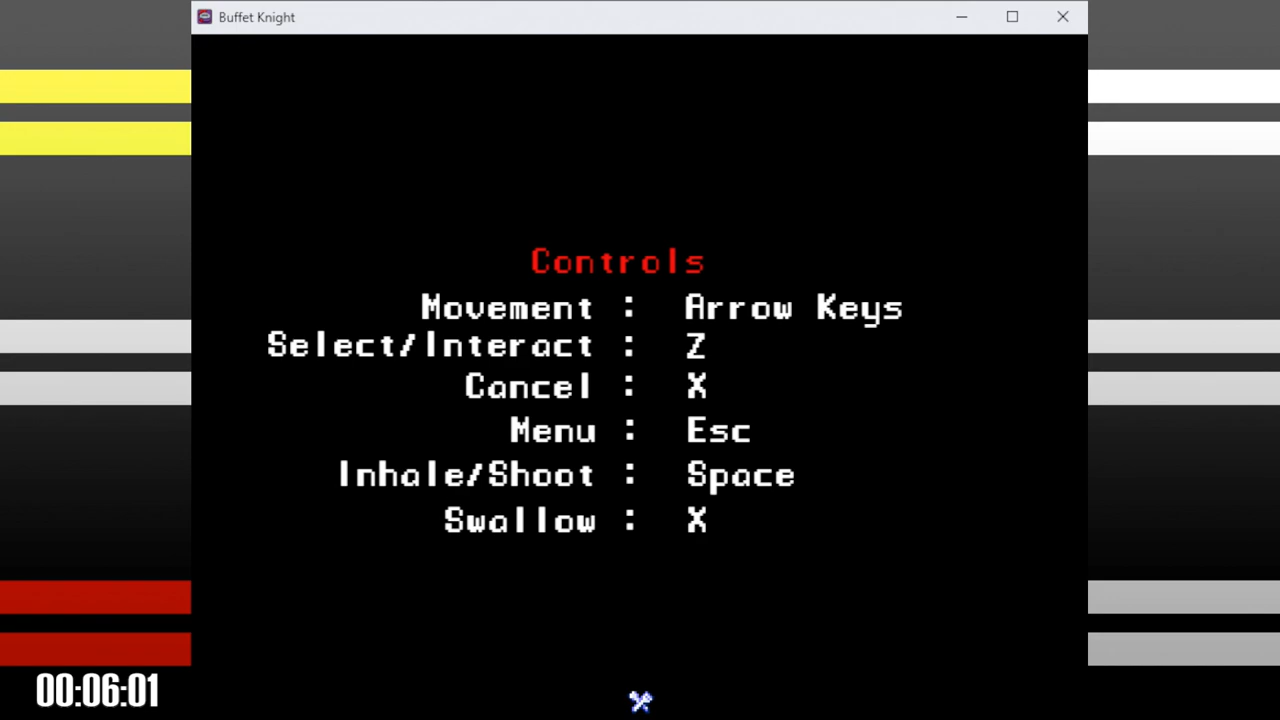 Buffet Knight
Controls
Movement : Arrow Keys
Select/Interact : Z
Cancel : X
Menu : Esc
Inhale/Shoot : Space
Swallow : X
00:06:01